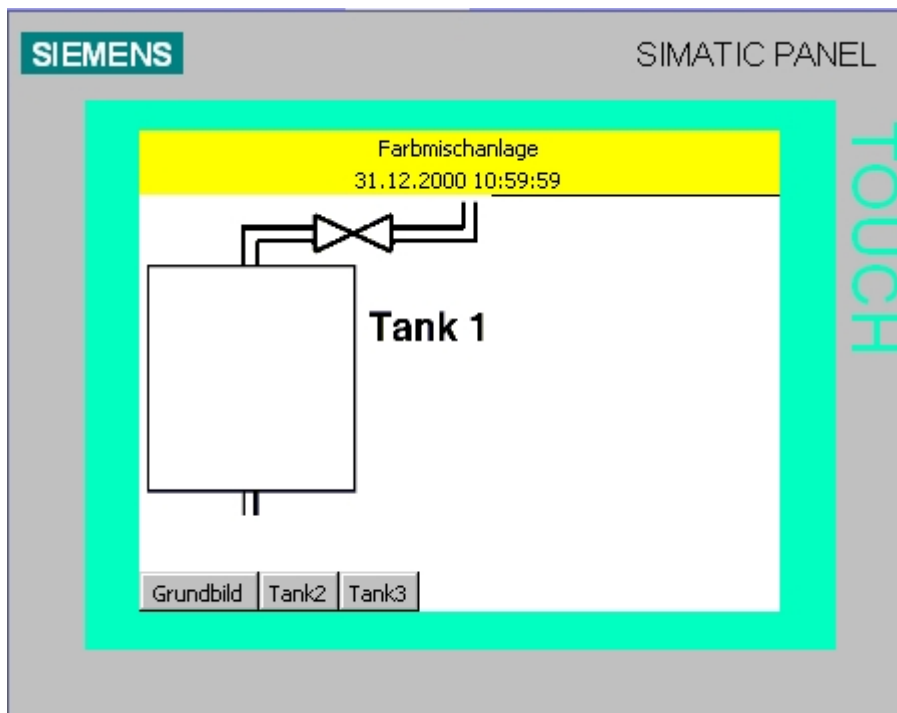 SIEMENS
SIMATIC PANEL
TOUCH
Farbmischanlage
31.12.2000 10:59:59
Tank 1
Grundbild
Tank2
Tank3